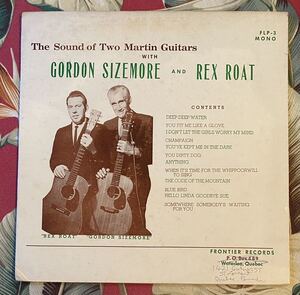 FLP-3
MONO
The Sound of Two Martin Guitars
WITH
GORDON SIZEMORE AND REX ROAT
CONTENTS
DEEP DEEP WATER
YOU FIT ME LIKE A GLOVE
I DON'T LET THE GIRLS WORRY MY MIND
CHAMPAIGN
YOU'VE KEPT ME IN THE DARK
YOU DIRTY DOG
ANYTHING
WHEN IT'S TIME FOR THE WHIPPOORWILL
TO SING
THE CODE OF THE MOUNTAIN
BLUE BIRD
HELLO LINDA GOODBYE SUE
SOMEWHERE SOMEBODY'S WAITING
FOR YOU
"REX ROAT" "GORDON SIZEMORE"
FRONTIER RECORDS
P. O. Box 489
Waterloo, Quebec